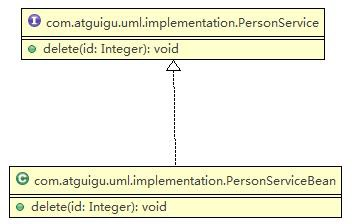 I com.atguigu.uml.implementation.PersonService
delete(id: Integer): void
C com.atguigu.uml.implementation.PersonServiceBean
delete(id: Integer): void